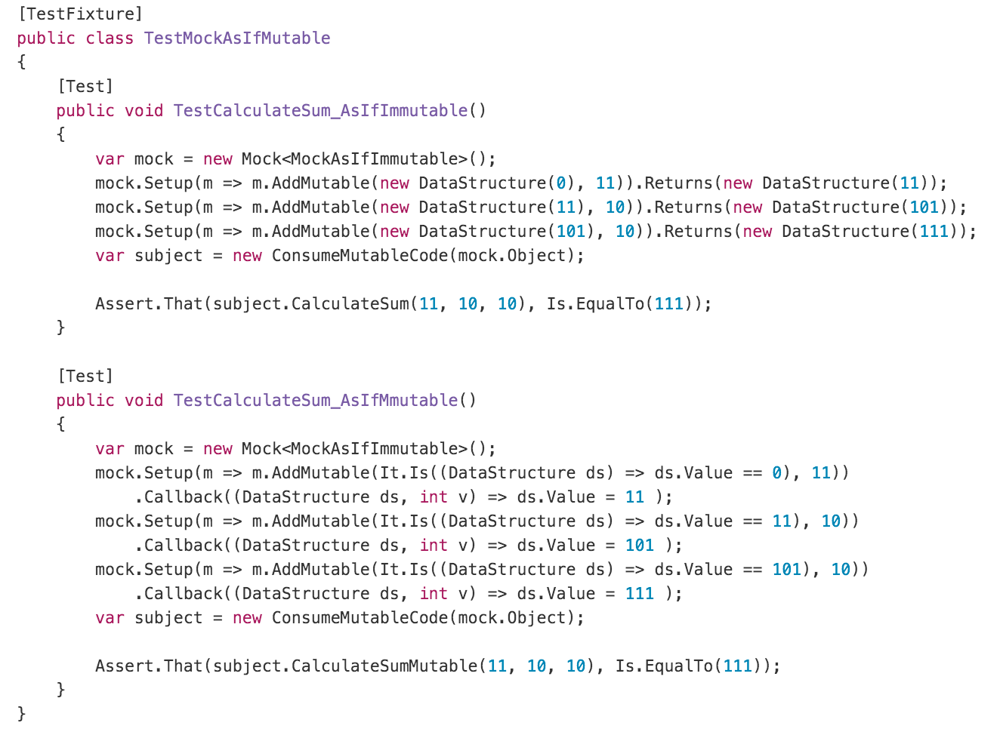 [TestFixture]
public class TestMockAsIfMutable
{
    [Test]
    public void TestCalculateSum_AsIfImmutable()
    {
        var mock = new Mock<MockAsIfImmutable>();
        mock.Setup(m => m.AddMutable(new DataStructure(0), 11)).Returns(new DataStructure(11));
        mock.Setup(m => m.AddMutable(new DataStructure(11), 10)).Returns(new DataStructure(101));
        mock.Setup(m => m.AddMutable(new DataStructure(101), 10)).Returns(new DataStructure(111));
        var subject = new ConsumeMutableCode(mock.Object);

        Assert.That(subject.CalculateSum(11, 10, 10), Is.EqualTo(111));
    }

    [Test]
    public void TestCalculateSum_AsIfMmutable()
    {
        var mock = new Mock<MockAsIfImmutable>();
        mock.Setup(m => m.AddMutable(It.Is((DataStructure ds) => ds.Value == 0), 11))
            .Callback((DataStructure ds, int v) => ds.Value = 11 );
        mock.Setup(m => m.AddMutable(It.Is((DataStructure ds) => ds.Value == 11), 10))
            .Callback((DataStructure ds, int v) => ds.Value = 101 );
        mock.Setup(m => m.AddMutable(It.Is((DataStructure ds) => ds.Value == 101), 10))
            .Callback((DataStructure ds, int v) => ds.Value = 111 );
        var subject = new ConsumeMutableCode(mock.Object);

        Assert.That(subject.CalculateSumMutable(11, 10, 10), Is.EqualTo(111));
    }
}